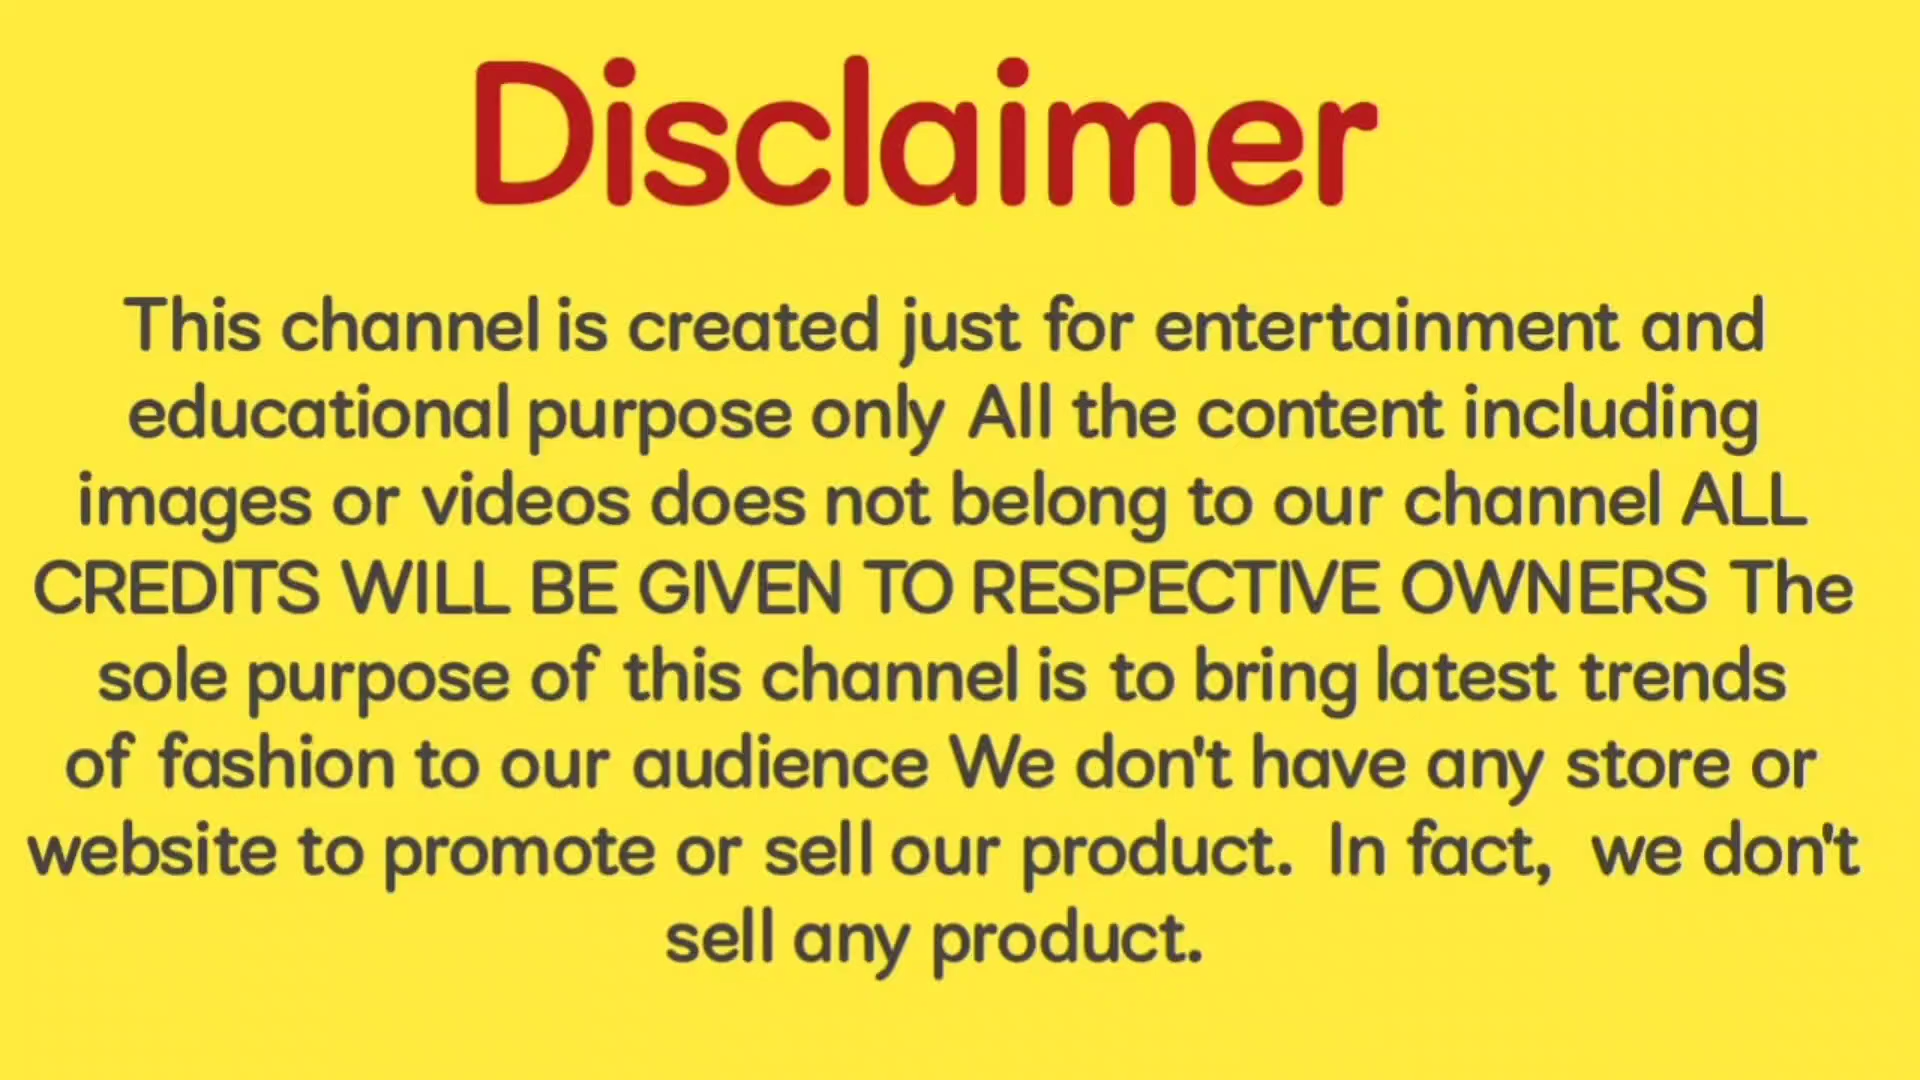 Disclaimer
This channel is created just for entertainment and
educational purpose only All the content including
images or videos does not belong to our channel ALL
CREDITS WILL BE GIVEN TO RESPECTIVE OWNERS The
sole purpose of this channel is to bring latest trends
of fashion to our audience We don't have any store or
website to promote or sell our product. In fact, we don't
sell any product.